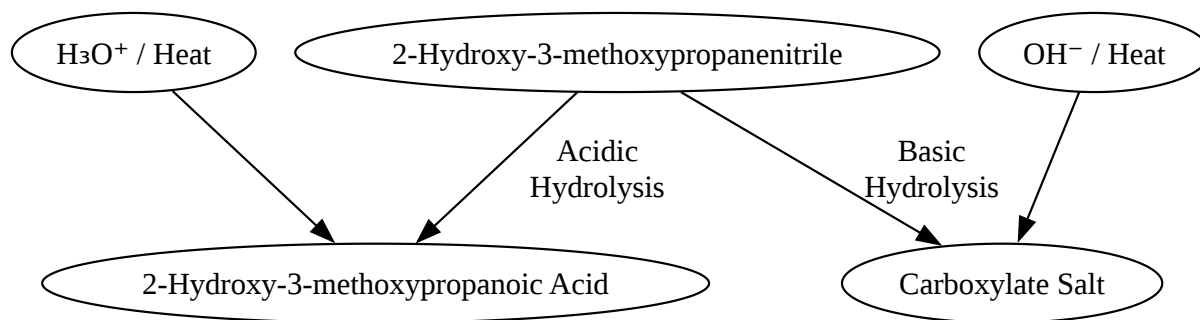 H₃O⁺ / Heat
2-Hydroxy-3-methoxypropanenitrile
OH⁻ / Heat
Acidic
Hydrolysis
Basic
Hydrolysis
2-Hydroxy-3-methoxypropanoic Acid
Carboxylate Salt